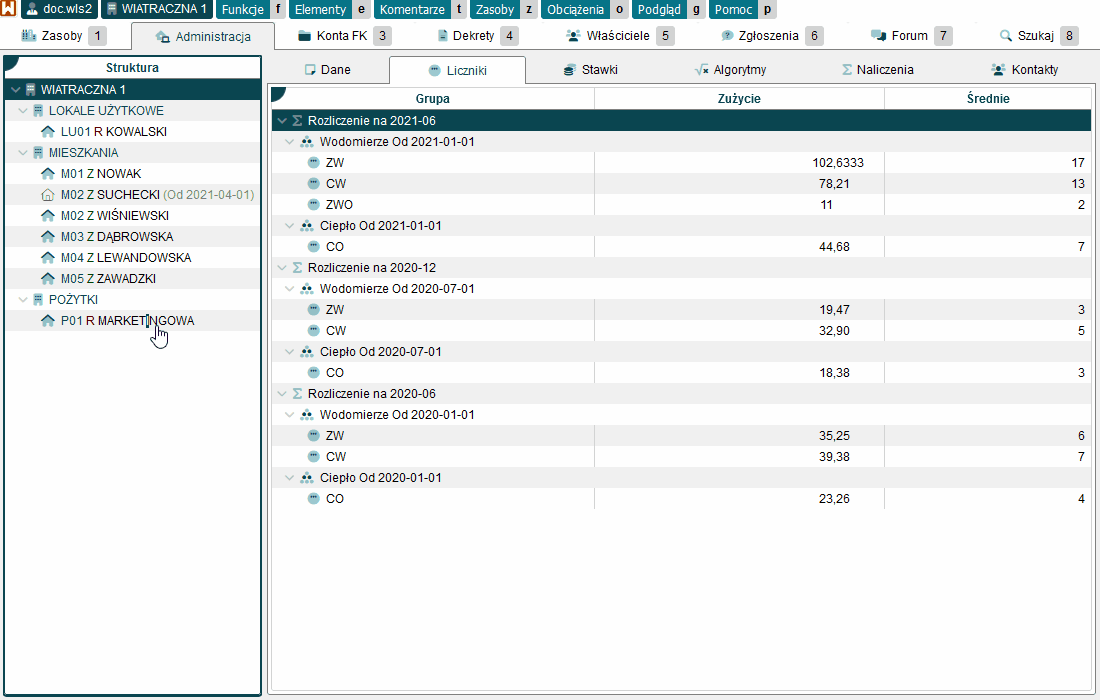 doc.wls2 WIATRACZNA 1 Funkcje f Elementy e Komentarze t Zasoby z Obciążenia o Podgląd g Pomoc p
Zasoby 1 Administracja Konta FK 3 Dekrety 4 Właściciele 5 Zgłoszenia 6 Forum 7 Szukaj 8
Struktura
WIATRACZNA 1
LOKALE UŻYTKOWE
LU01 R KOWALSKI
MIESZKANIA
M01 Z NOWAK
M02 Z SUCHECKI (Od 2021-04-01)
M02 Z WIŚNIEWSKI
M03 Z DĄBROWSKA
M04 Z LEWANDOWSKA
M05 Z ZAWADZKI
POŻYTKI
P01 R MARKETINGOWA
Dane Liczniki Stawki Algorytmy Naliczenia Kontakty
Grupa Zużycie Średnie
Rozliczenie na 2021-06
Wodomierze Od 2021-01-01
ZW 102,6333 17
CW 78,21 13
ZWO 11 2
Ciepło Od 2021-01-01
CO 44,68 7
Rozliczenie na 2020-12
Wodomierze Od 2020-07-01
ZW 19,47 3
CW 32,90 5
Ciepło Od 2020-07-01
CO 18,38 3
Rozliczenie na 2020-06
Wodomierze Od 2020-01-01
ZW 35,25 6
CW 39,38 7
Ciepło Od 2020-01-01
CO 23,26 4